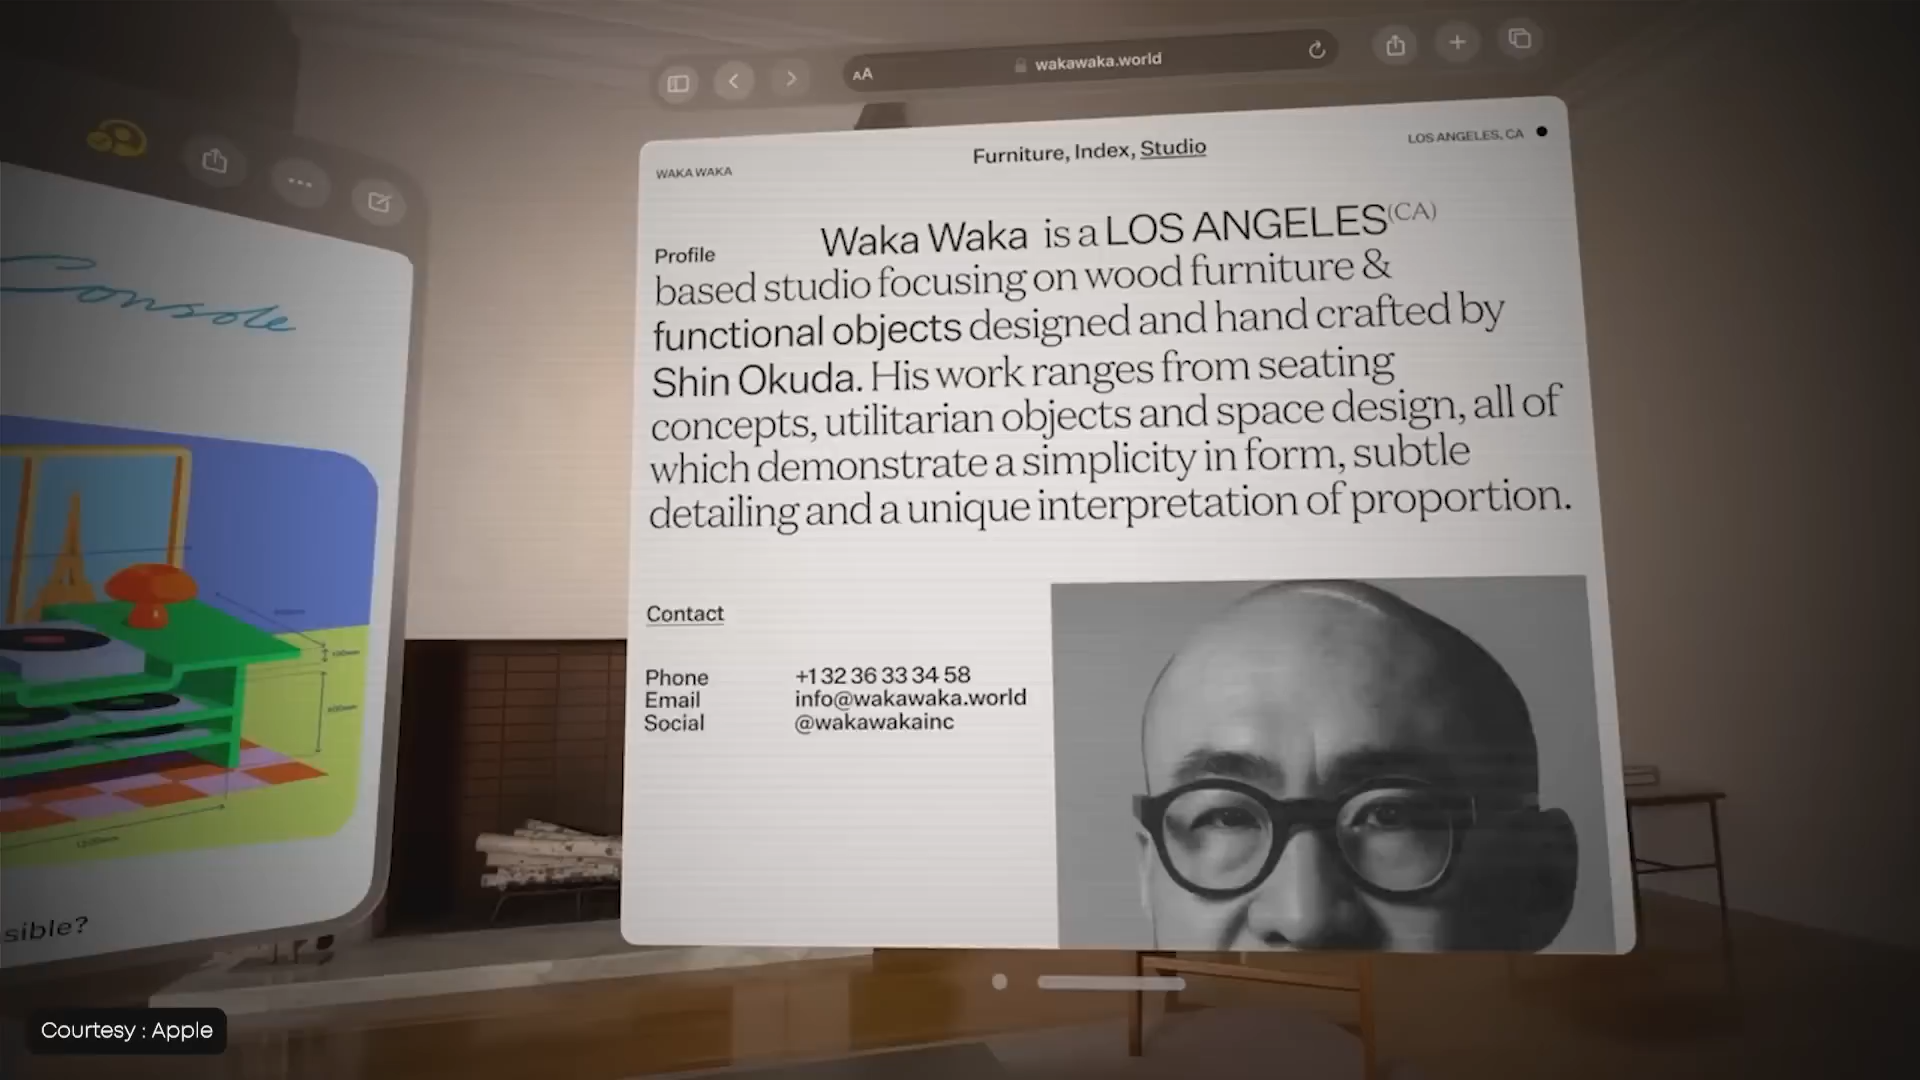 wakawaka.world
AA
WAKA WAKA
Furniture, Index, Studio
LOS ANGELES, CA
Profile
Waka Waka is a LOS ANGELES(CA)
based studio focusing on wood furniture &
functional objects designed and hand crafted by
Shin Okuda. His work ranges from seating
concepts, utilitarian objects and space design, all of
which demonstrate a simplicity in form, subtle
detailing and a unique interpretation of proportion.
Contact
Phone +1 32 36 33 34 58
Email info@wakawaka.world
Social @wakawakainc
Console
sible?
Courtesy : Apple